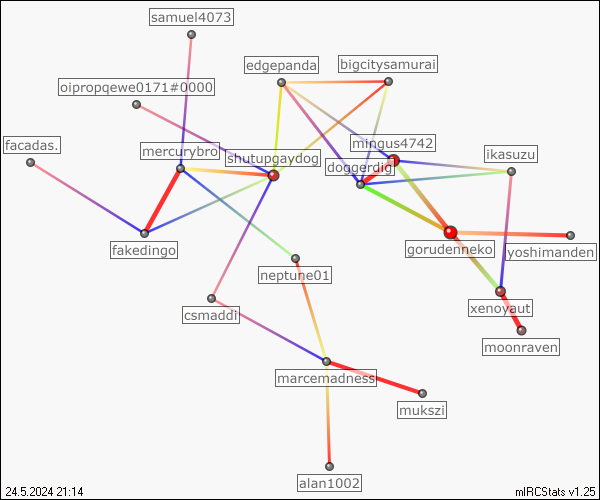 samuel4073
edgepanda
bigcitysamurai
oipropqewe0171#0000
facadas.
mercurybro
shutupgaydog
mingus4742
doggerdig
ikasuzu
fakedingo
gorudenneko
yoshimanden
neptune01
csmaddi
xenoyaut
moonraven
marcemadness
mukszi
alan1002
24.5.2024 21:14
mIRCStats v1.25